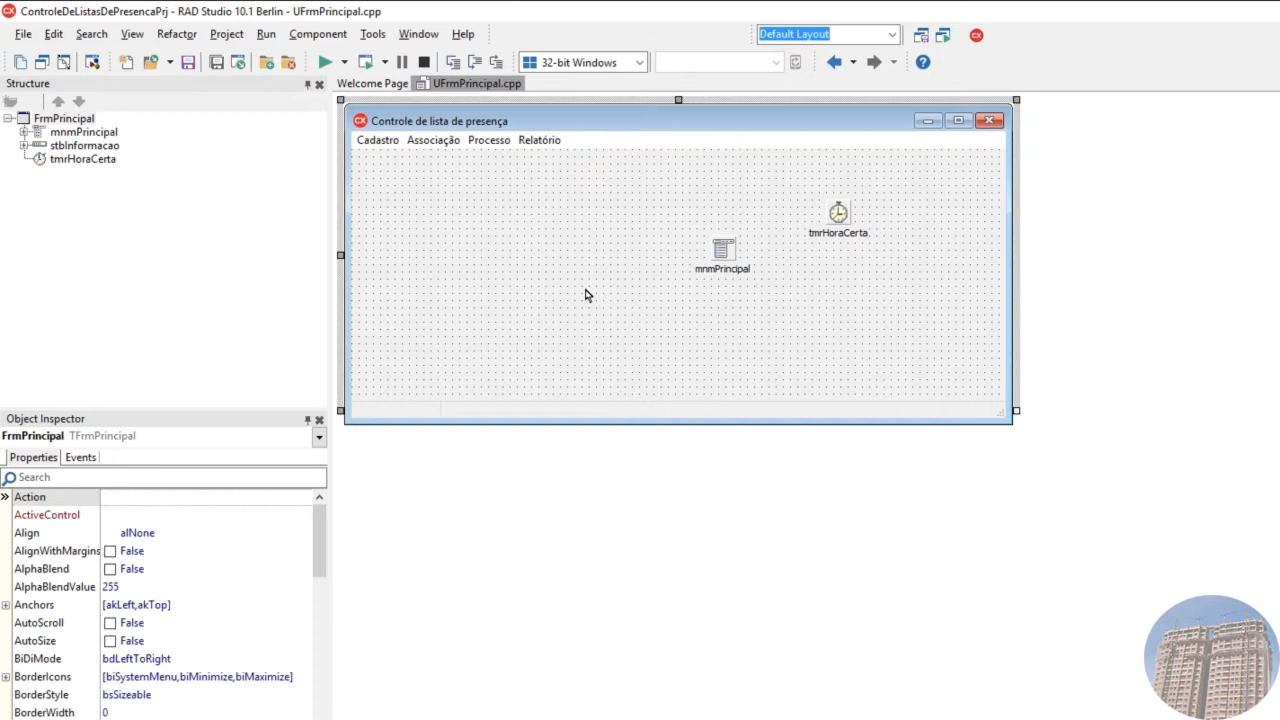 ControleDeListasDePresencaPrj - RAD Studio 10.1 Berlin - UFrmPrincipal.cpp
File Edit Search View Refactor Project Run Component Tools Window Help
Default Layout
32-bit Windows
Structure
Welcome Page UFrmPrincipal.cpp
FrmPrincipal
mnmPrincipal
stbInformacao
tmrHoraCerta
Controle de lista de presença
Cadastro Associação Processo Relatório
tmrHoraCerta
mnmPrincipal
Object Inspector
FrmPrincipal TFrmPrincipal
Properties Events
Search
Action
ActiveControl
Align alNone
AlignWithMargins False
AlphaBlend False
AlphaBlendValue 255
Anchors [akLeft,akTop]
AutoScroll False
AutoSize False
BiDiMode bdLeftToRight
BorderIcons [biSystemMenu,biMinimize,biMaximize]
BorderStyle bsSizeable
BorderWidth 0